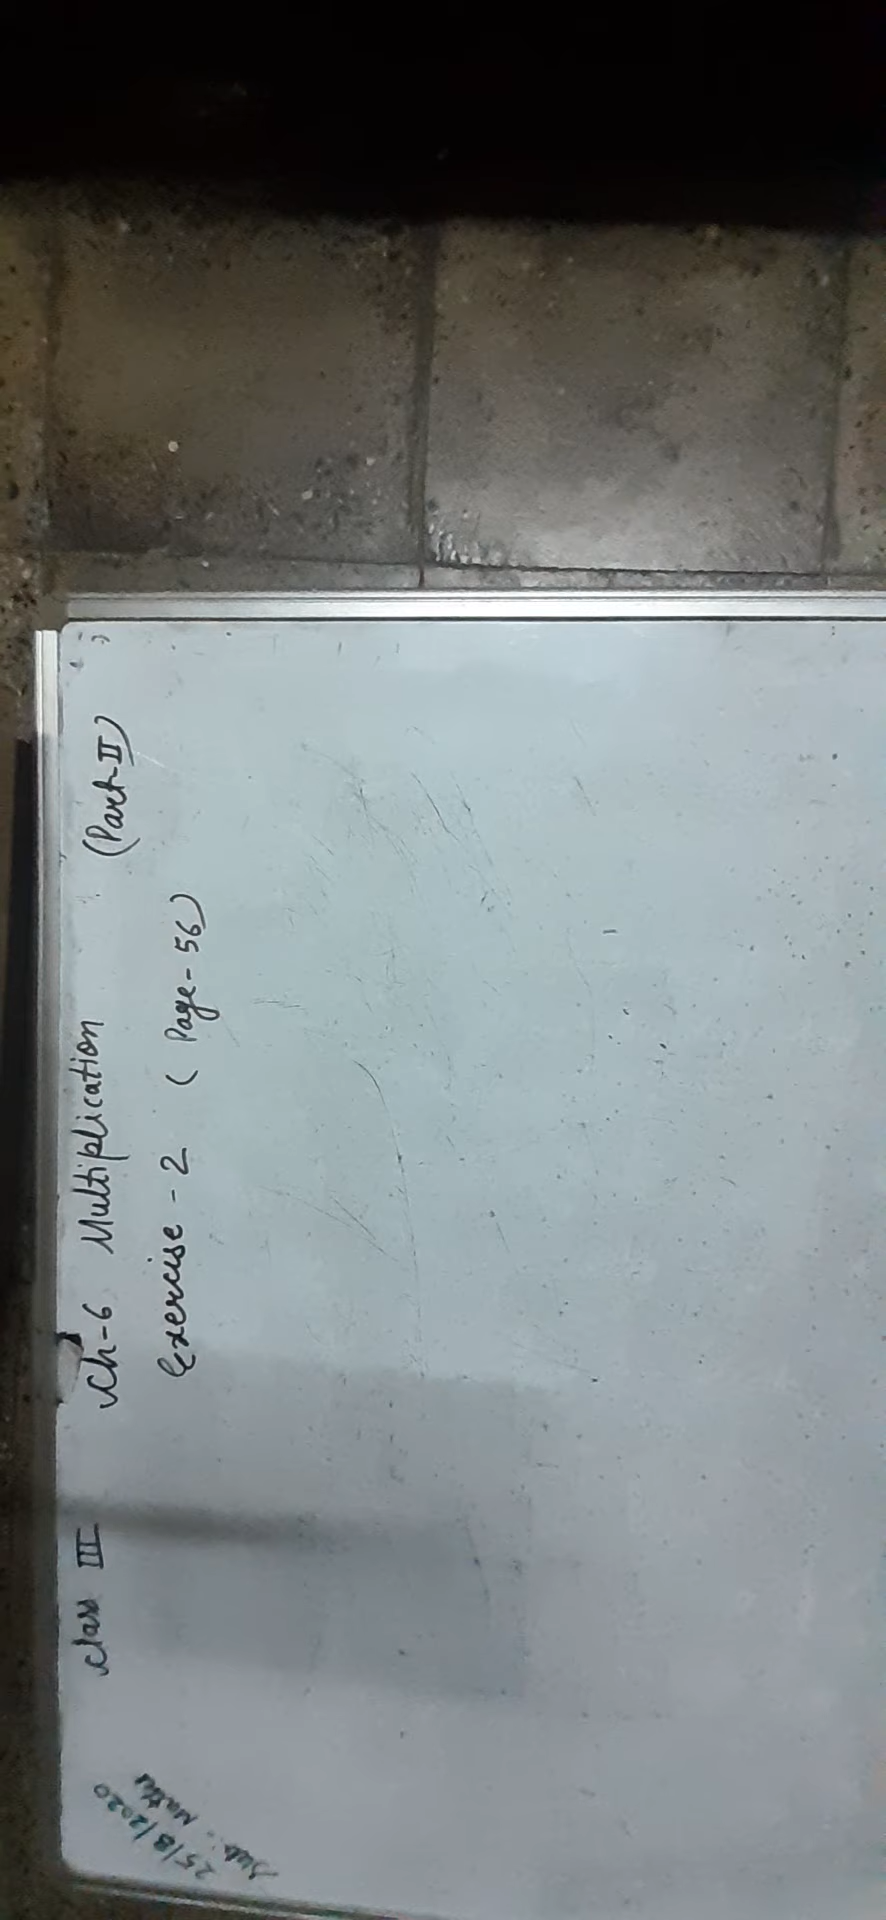 25/8/2020
Sub: Maths
Class III Ch-6 Multiplication (Part-II)
Exercise - 2 ( Page - 56)